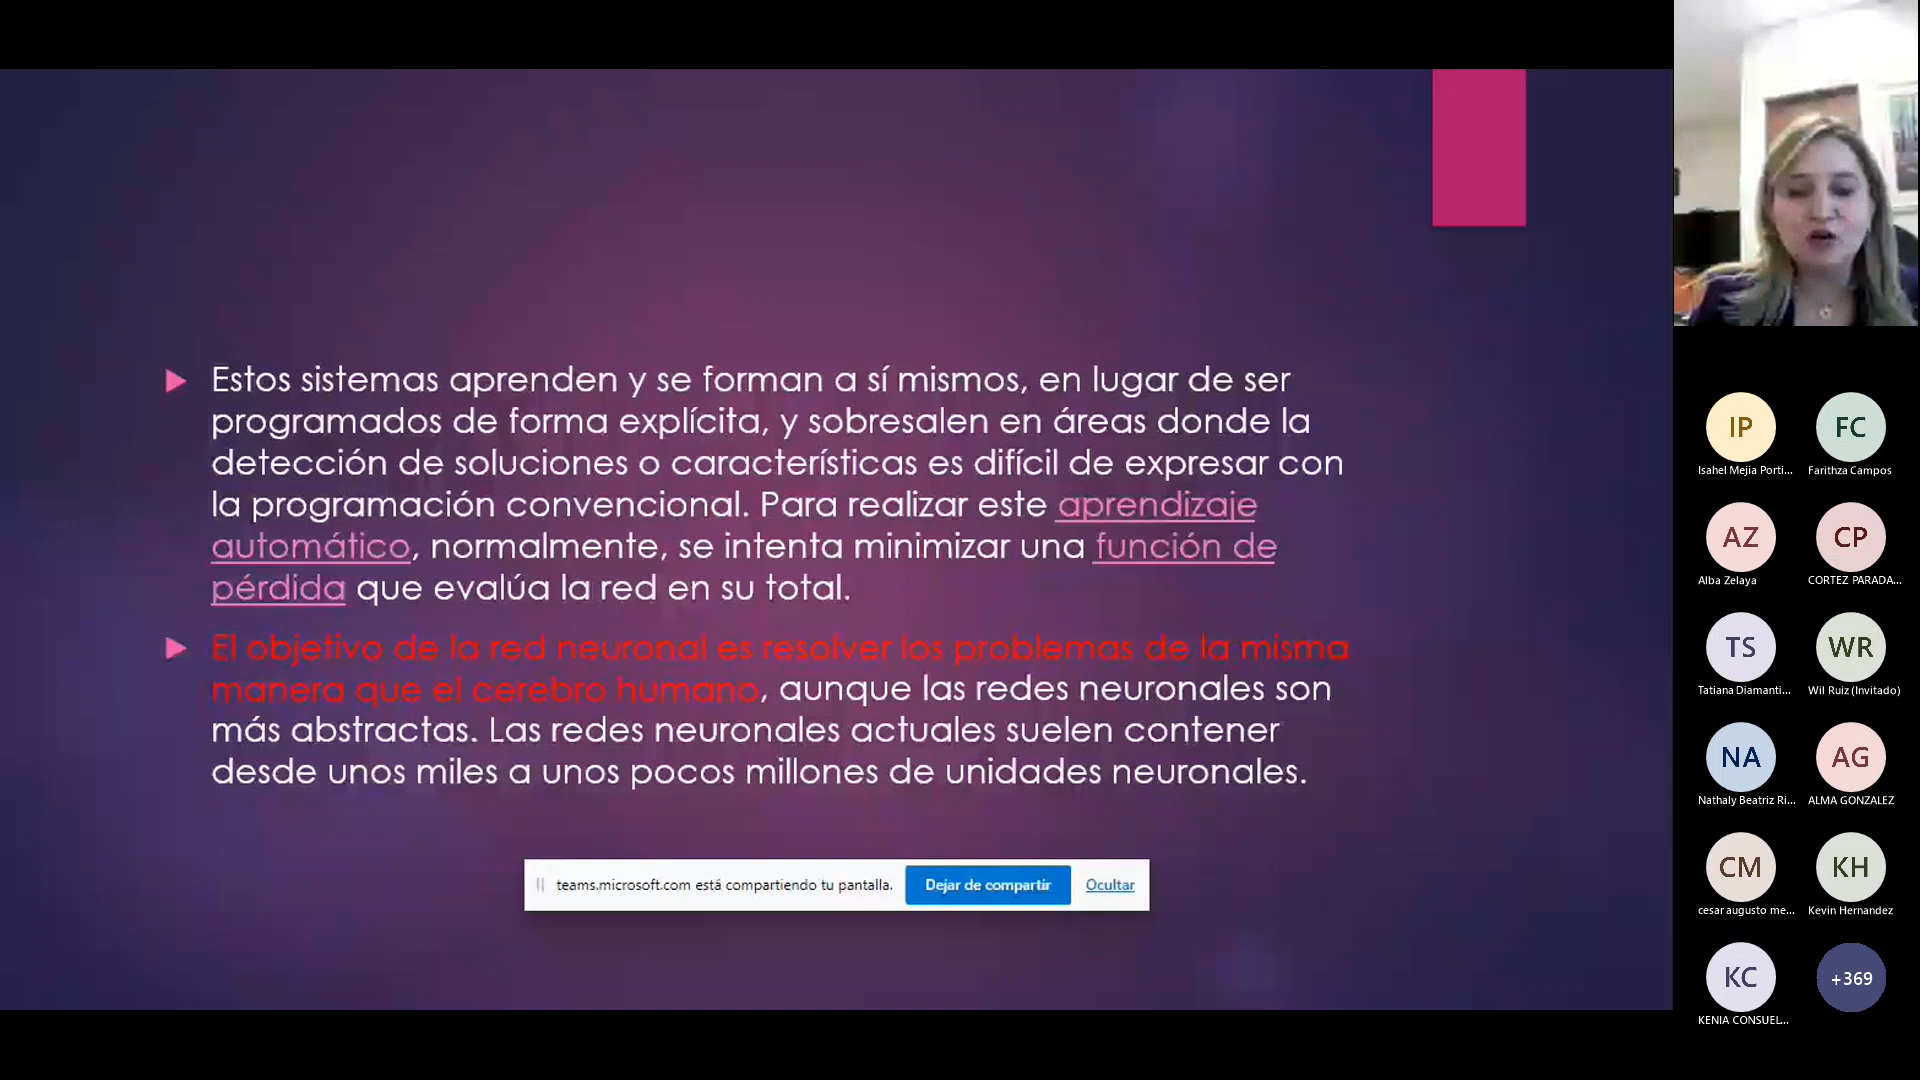 Estos sistemas aprenden y se forman a sí mismos, en lugar de ser
programados de forma explícita, y sobresalen en áreas donde la
detección de soluciones o características es difícil de expresar con
la programación convencional. Para realizar este aprendizaje
automático, normalmente, se intenta minimizar una función de
pérdida que evalúa la red en su total.
El objetivo de la red neuronal es resolver los problemas de la misma
manera que el cerebro humano, aunque las redes neuronales son
más abstractas. Las redes neuronales actuales suelen contener
desde unos miles a unos pocos millones de unidades neuronales.
teams.microsoft.com está compartiendo tu pantalla.
Dejar de compartir
Ocultar
IP
FC
Isahel Mejia Porti...
Farithza Campos
AZ
CP
Alba Zelaya
CORTEZ PARADA...
TS
WR
Tatiana Diamanti...
Wil Ruiz (Invitado)
NA
AG
Nathaly Beatriz Ri...
ALMA GONZALEZ
CM
KH
cesar augusto me...
Kevin Hernandez
KC
+369
KENIA CONSUEL...